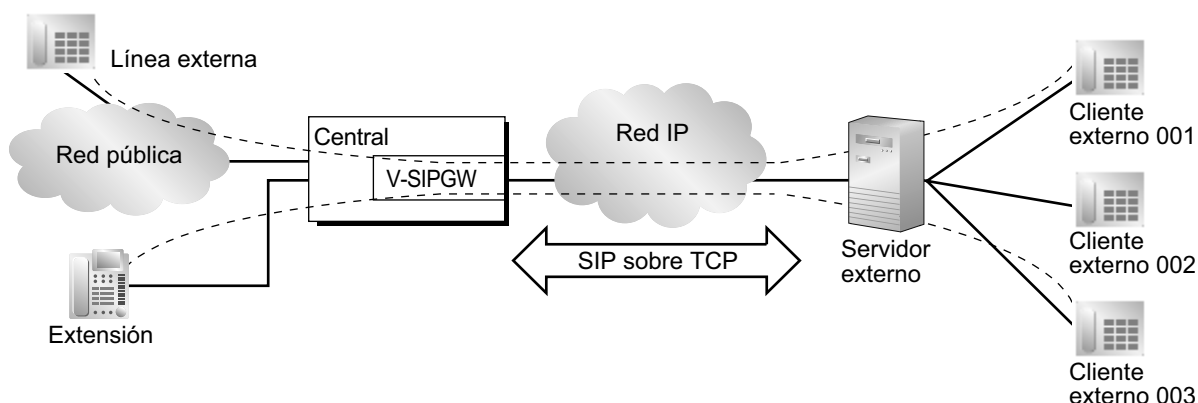 Línea externa
Red pública
Central
V-SIPGW
Red IP
SIP sobre TCP
Extensión
Servidor
externo
Cliente
externo 001
Cliente
externo 002
Cliente
externo 003